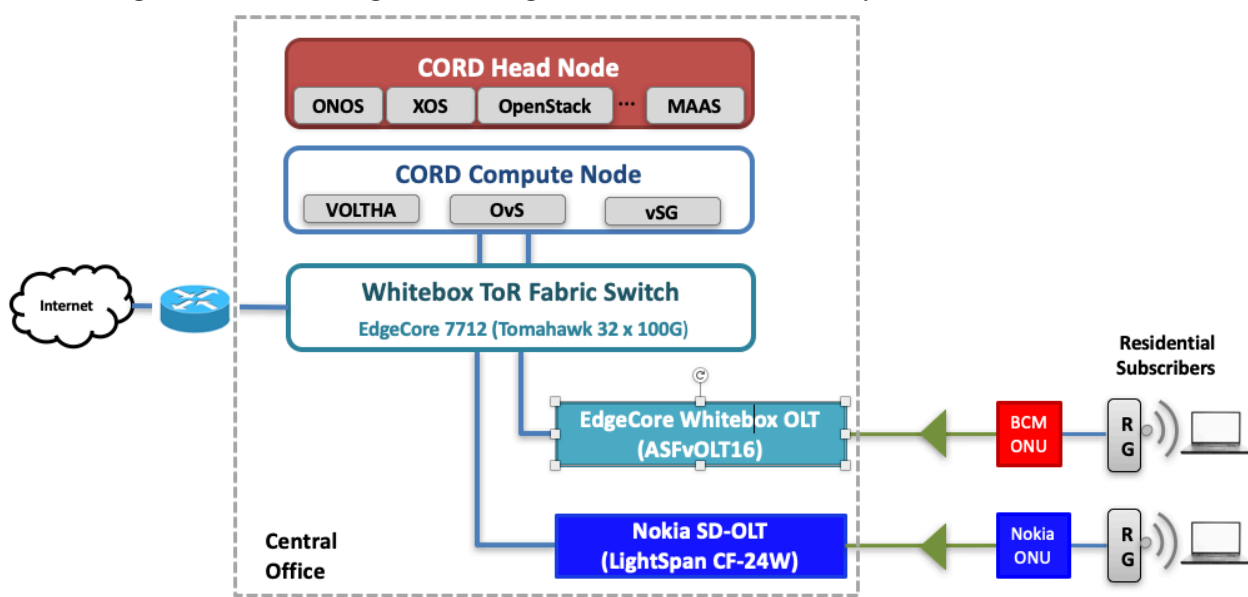 CORD Head Node
ONOS
XOS
OpenStack
...
MAAS
CORD Compute Node
VOLTHA
OvS
vSG
Internet
Whitebox ToR Fabric Switch
EdgeCore 7712 (Tomahawk 32 x 100G)
Residential
Subscribers
EdgeCore Whitebox OLT
(ASFvOLT16)
BCM
ONU
R
G
Nokia SD-OLT
(LightSpan CF-24W)
Nokia
ONU
R
G
Central
Office